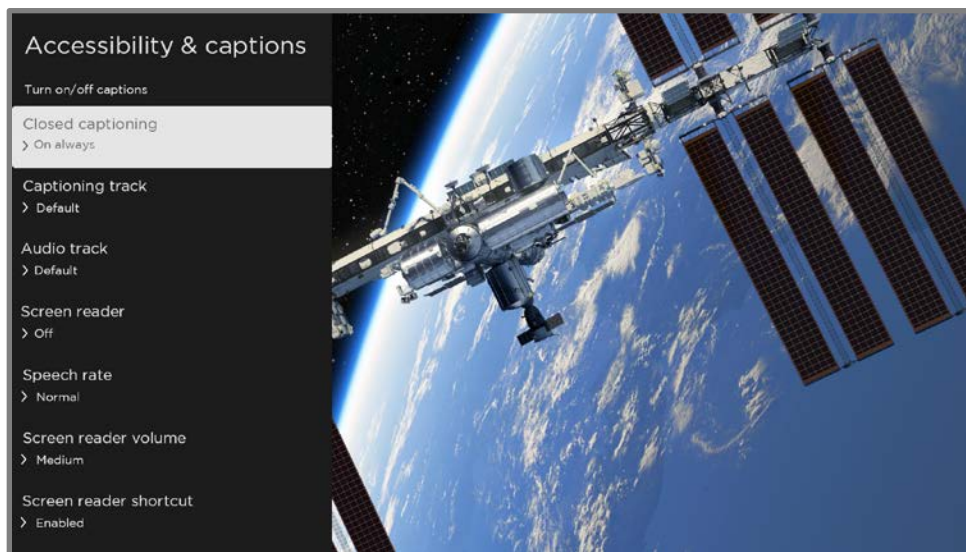 Accessibility & captions
Turn on/off captions
Closed captioning
> On always
Captioning track
> Default
Audio track
> Default
Screen reader
> Off
Speech rate
> Normal
Screen reader volume
> Medium
Screen reader shortcut
> Enabled